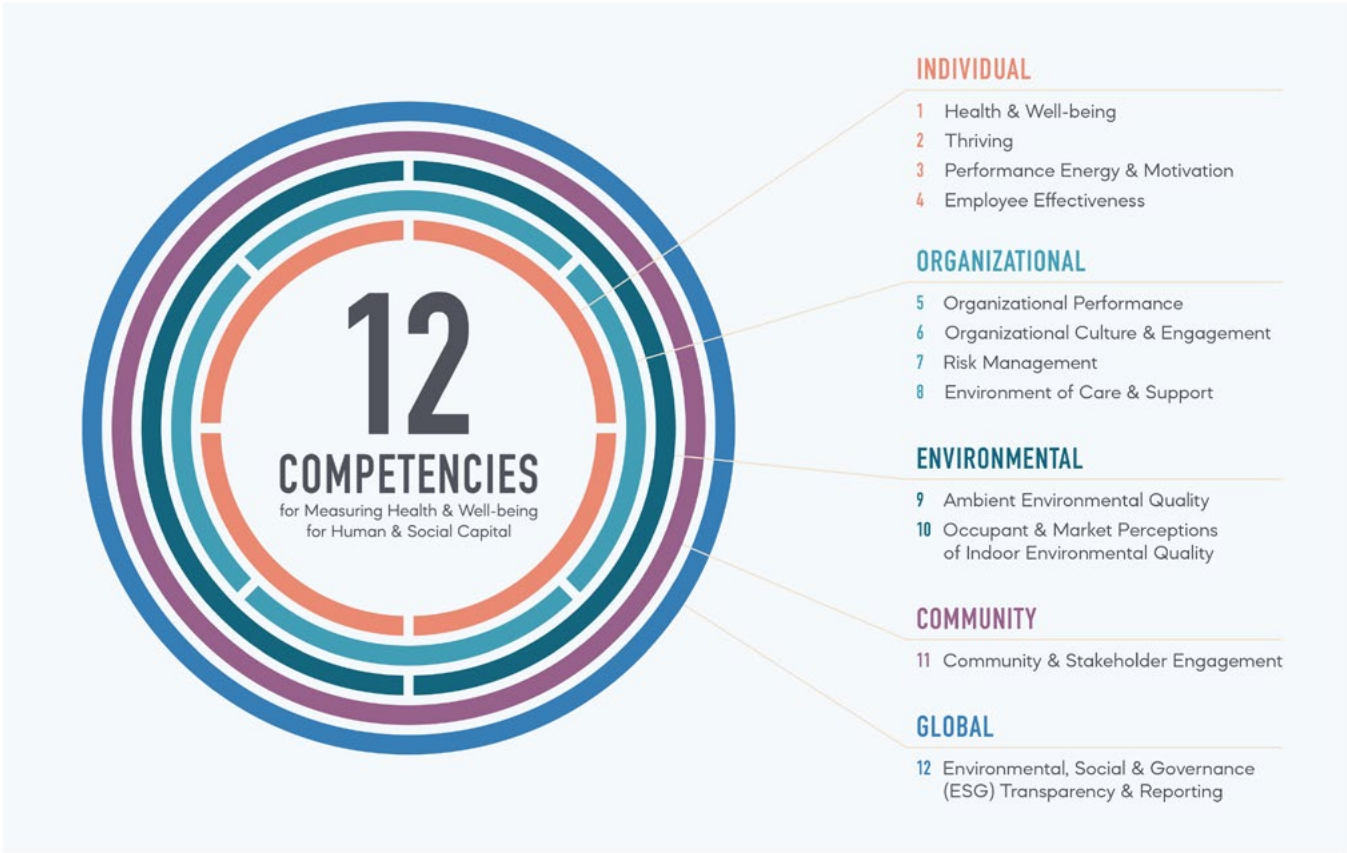 12
COMPETENCIES
for Measuring Health & Well-being
for Human & Social Capital
INDIVIDUAL
1 Health & Well-being
2 Thriving
3 Performance Energy & Motivation
4 Employee Effectiveness
ORGANIZATIONAL
5 Organizational Performance
6 Organizational Culture & Engagement
7 Risk Management
8 Environment of Care & Support
ENVIRONMENTAL
9 Ambient Environmental Quality
10 Occupant & Market Perceptions
of Indoor Environmental Quality
COMMUNITY
11 Community & Stakeholder Engagement
GLOBAL
12 Environmental, Social & Governance
(ESG) Transparency & Reporting